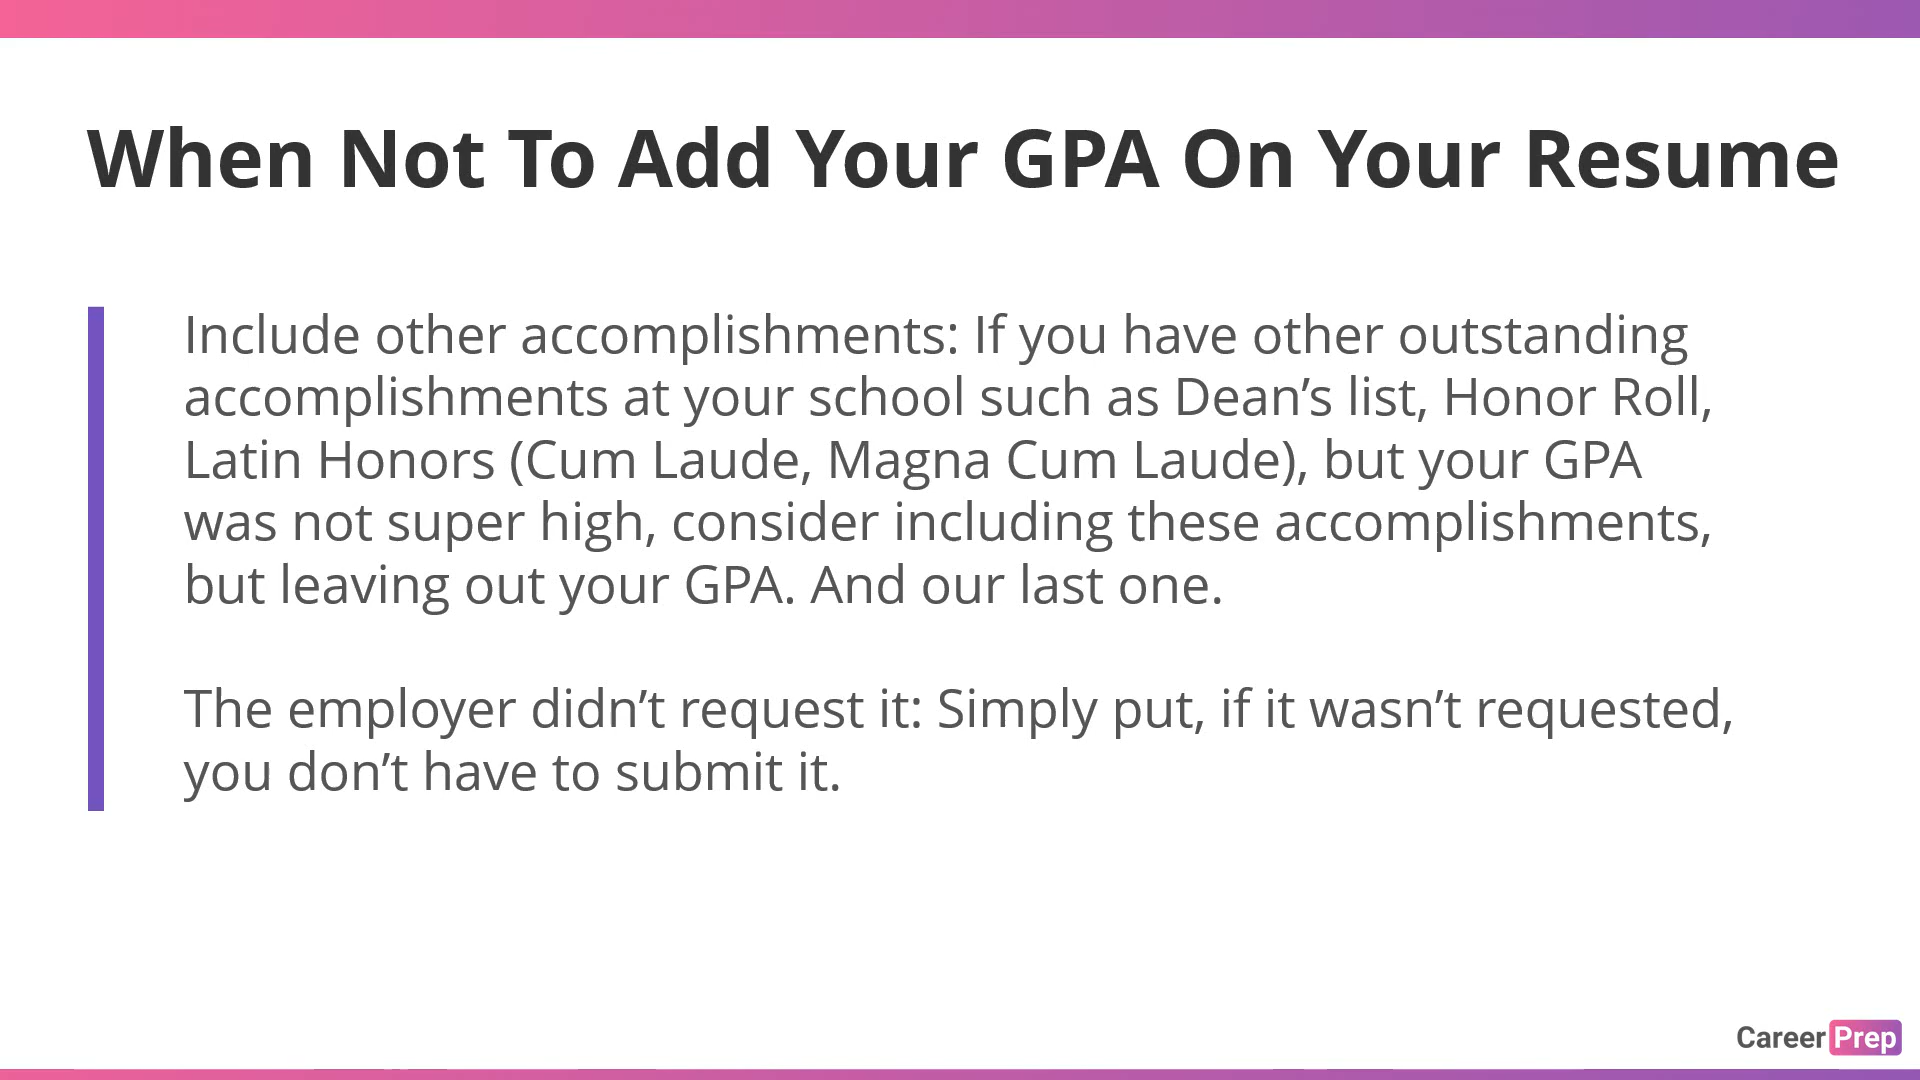 When Not To Add Your GPA On Your Resume
Include other accomplishments: If you have other outstanding
accomplishments at your school such as Dean’s list, Honor Roll,
Latin Honors (Cum Laude, Magna Cum Laude), but your GPA
was not super high, consider including these accomplishments,
but leaving out your GPA. And our last one.
The employer didn’t request it: Simply put, if it wasn’t requested,
you don’t have to submit it.
Career Prep